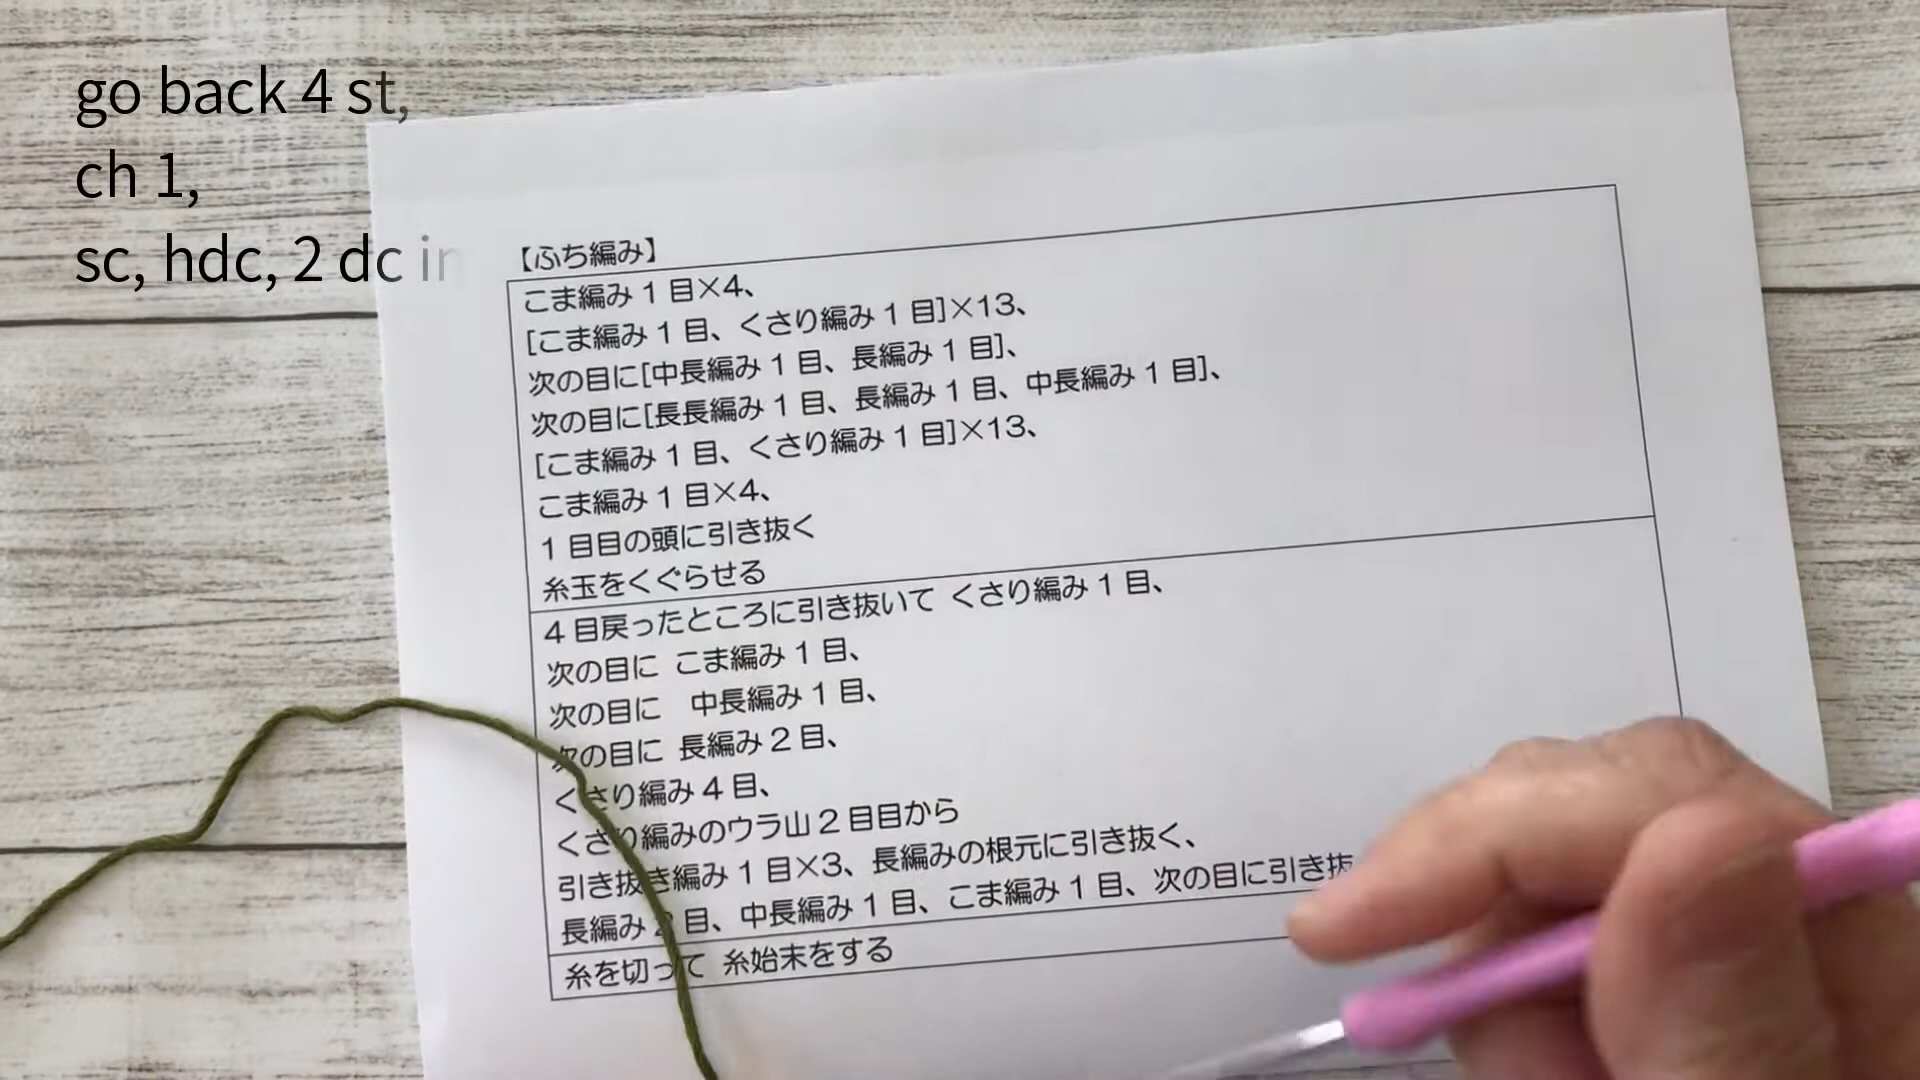 go back 4 st,
ch 1,
sc, hdc, 2 dc in
【ふち編み】
こま編み 1 目×4、
[こま編み 1 目、くさり編み 1 目]×13、
次の目に[中長編み 1 目、長編み 1 目]、
次の目に[長長編み 1 目、長編み 1 目、中長編み 1 目]、
[こま編み 1 目、くさり編み 1 目]×13、
こま編み 1 目×4、
1 目目の頭に引き抜く
糸玉をくぐらせる
4 目戻ったところに引き抜いて くさり編み 1 目、
次の目に こま編み 1 目、
次の目に 中長編み 1 目、
次の目に 長編み 2 目、
くさり編み 4 目、
くさり編みのウラ山 2 目目から
引き抜き編み 1 目×3、長編みの根元に引き抜く、
長編み 2 目、中長編み 1 目、こま編み 1 目、次の目に引き抜
糸を切って 糸始末をする